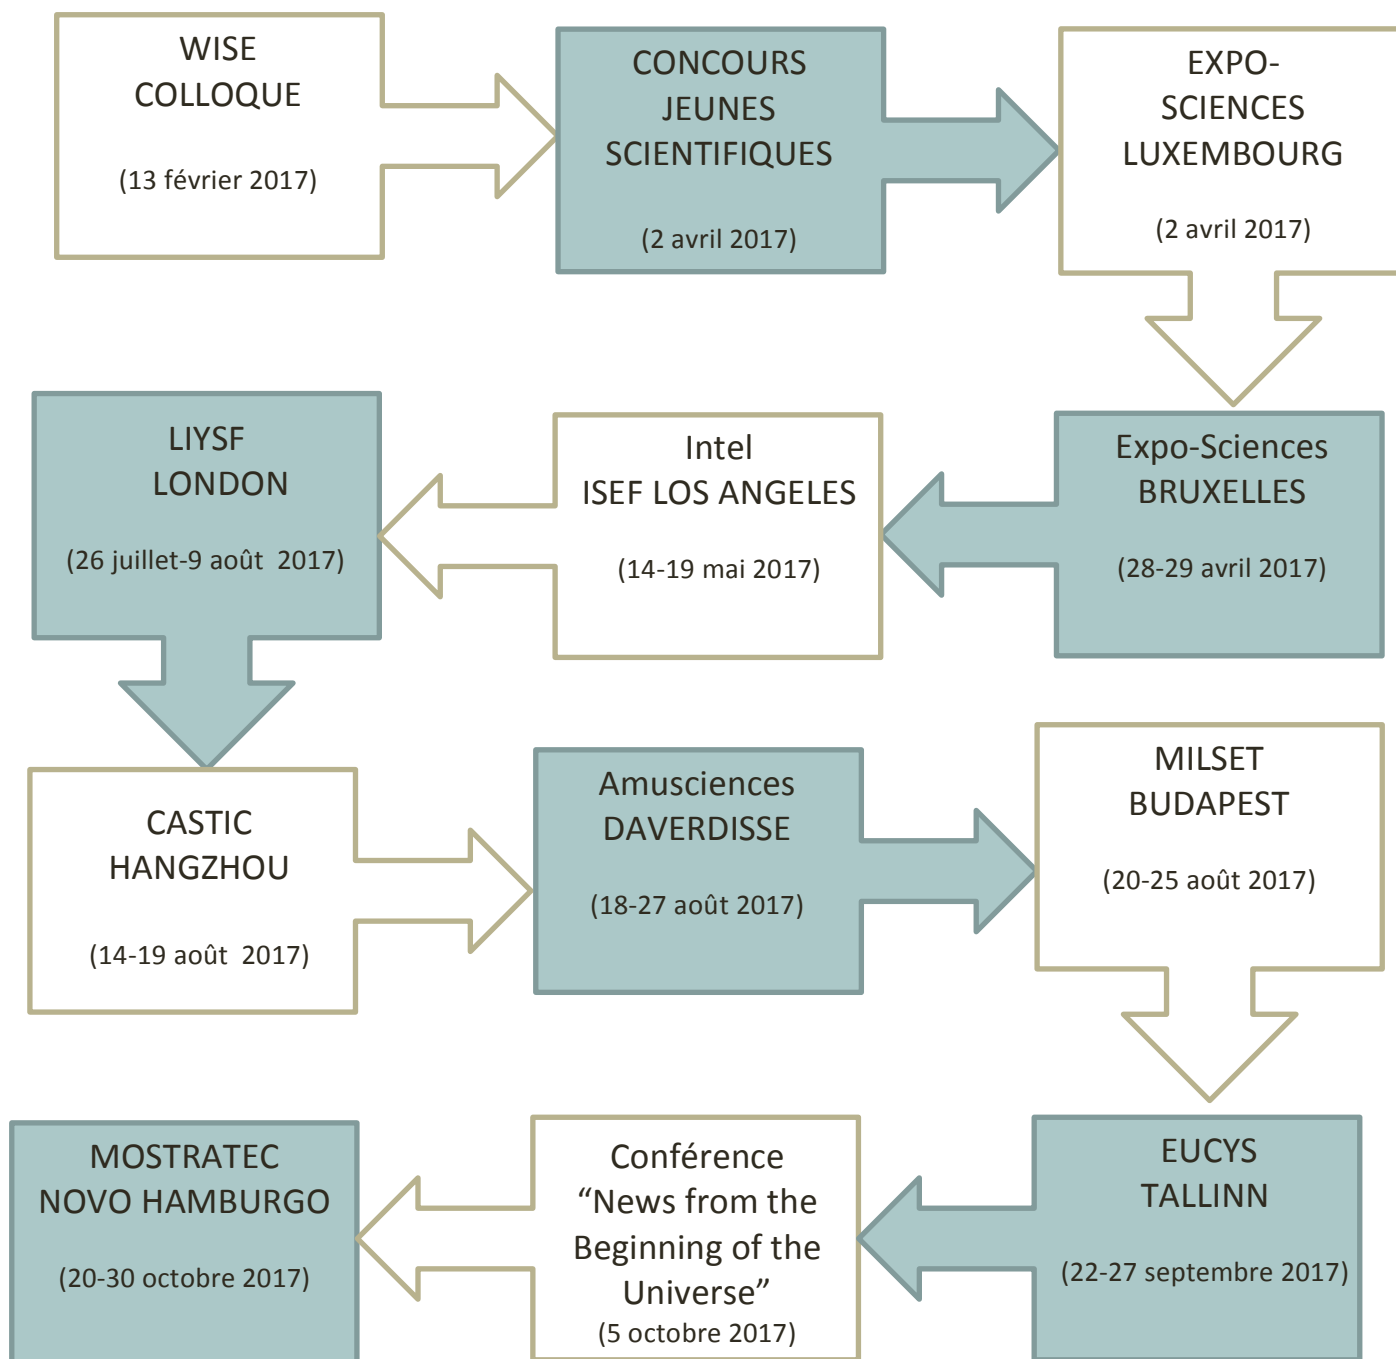 WISE
COLLOQUE
(13 février 2017)
CONCOURS
JEUNES
SCIENTIFIQUES
(2 avril 2017)
EXPO-
SCIENCES
LUXEMBOURG
(2 avril 2017)
Expo-Sciences
BRUXELLES
(28-29 avril 2017)
Intel
ISEF LOS ANGELES
(14-19 mai 2017)
LIYSF
LONDON
(26 juillet-9 août 2017)
CASTIC
HANGZHOU
(14-19 août 2017)
Amusciences
DAVERDISSE
(18-27 août 2017)
MILSET
BUDAPEST
(20-25 août 2017)
EUCYS
TALLINN
(22-27 septembre 2017)
Conférence
“News from the
Beginning of the
Universe”
(5 octobre 2017)
MOSTRATEC
NOVO HAMBURGO
(20-30 octobre 2017)